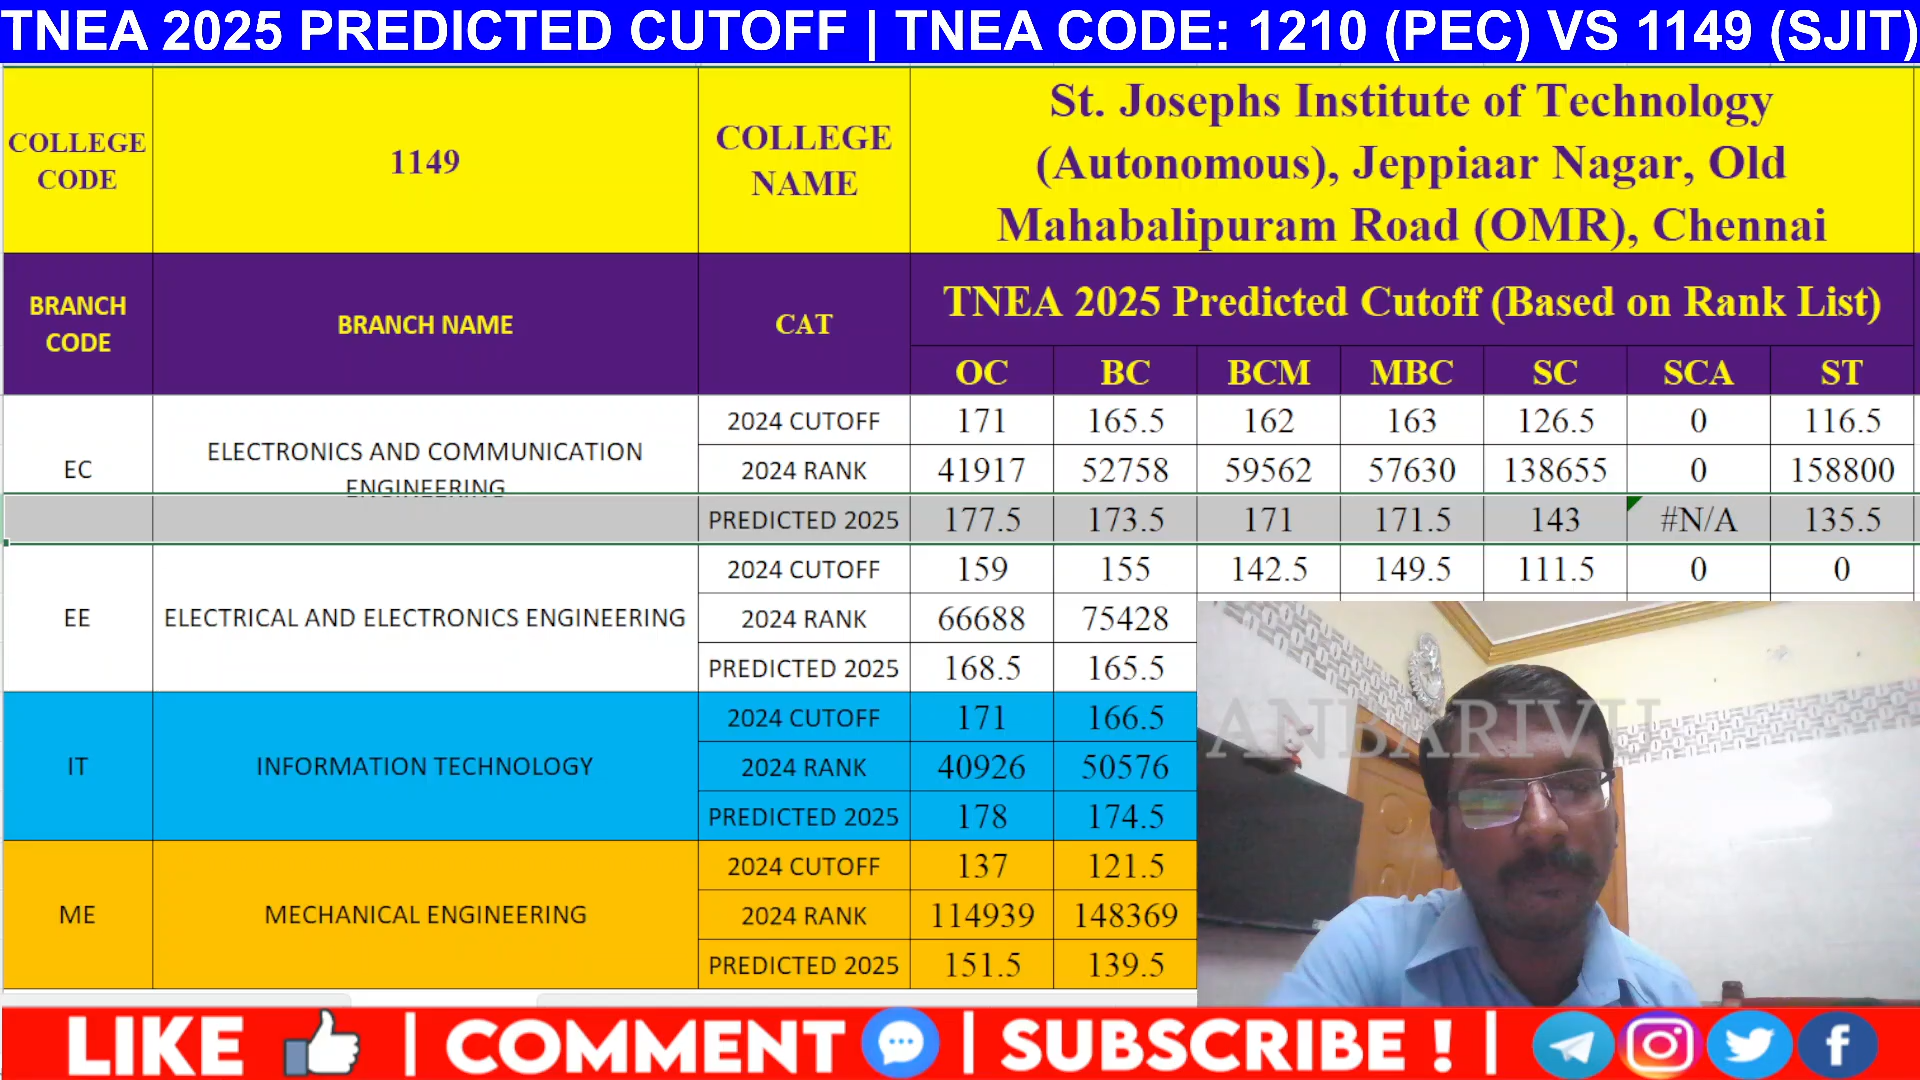 TNEA 2025 PREDICTED CUTOFF | TNEA CODE: 1210 (PEC) VS 1149 (SJIT)
COLLEGE CODE
1149
COLLEGE NAME
St. Josephs Institute of Technology
(Autonomous), Jeppiaar Nagar, Old
Mahabalipuram Road (OMR), Chennai
BRANCH CODE
BRANCH NAME
CAT
TNEA 2025 Predicted Cutoff (Based on Rank List)
OC BC BCM MBC SC SCA ST
EC
ELECTRONICS AND COMMUNICATION
ENGINEERING
2024 CUTOFF 171 165.5 162 163 126.5 0 116.5
2024 RANK 41917 52758 59562 57630 138655 0 158800
PREDICTED 2025 177.5 173.5 171 171.5 143 #N/A 135.5
EE
ELECTRICAL AND ELECTRONICS ENGINEERING
2024 CUTOFF 159 155 142.5 149.5 111.5 0 0
2024 RANK 66688 75428
PREDICTED 2025 168.5 165.5
IT
INFORMATION TECHNOLOGY
2024 CUTOFF 171 166.5
2024 RANK 40926 50576
PREDICTED 2025 178 174.5
ME
MECHANICAL ENGINEERING
2024 CUTOFF 137 121.5
2024 RANK 114939 148369
PREDICTED 2025 151.5 139.5
ANBARIVU
LIKE | COMMENT | SUBSCRIBE ! |